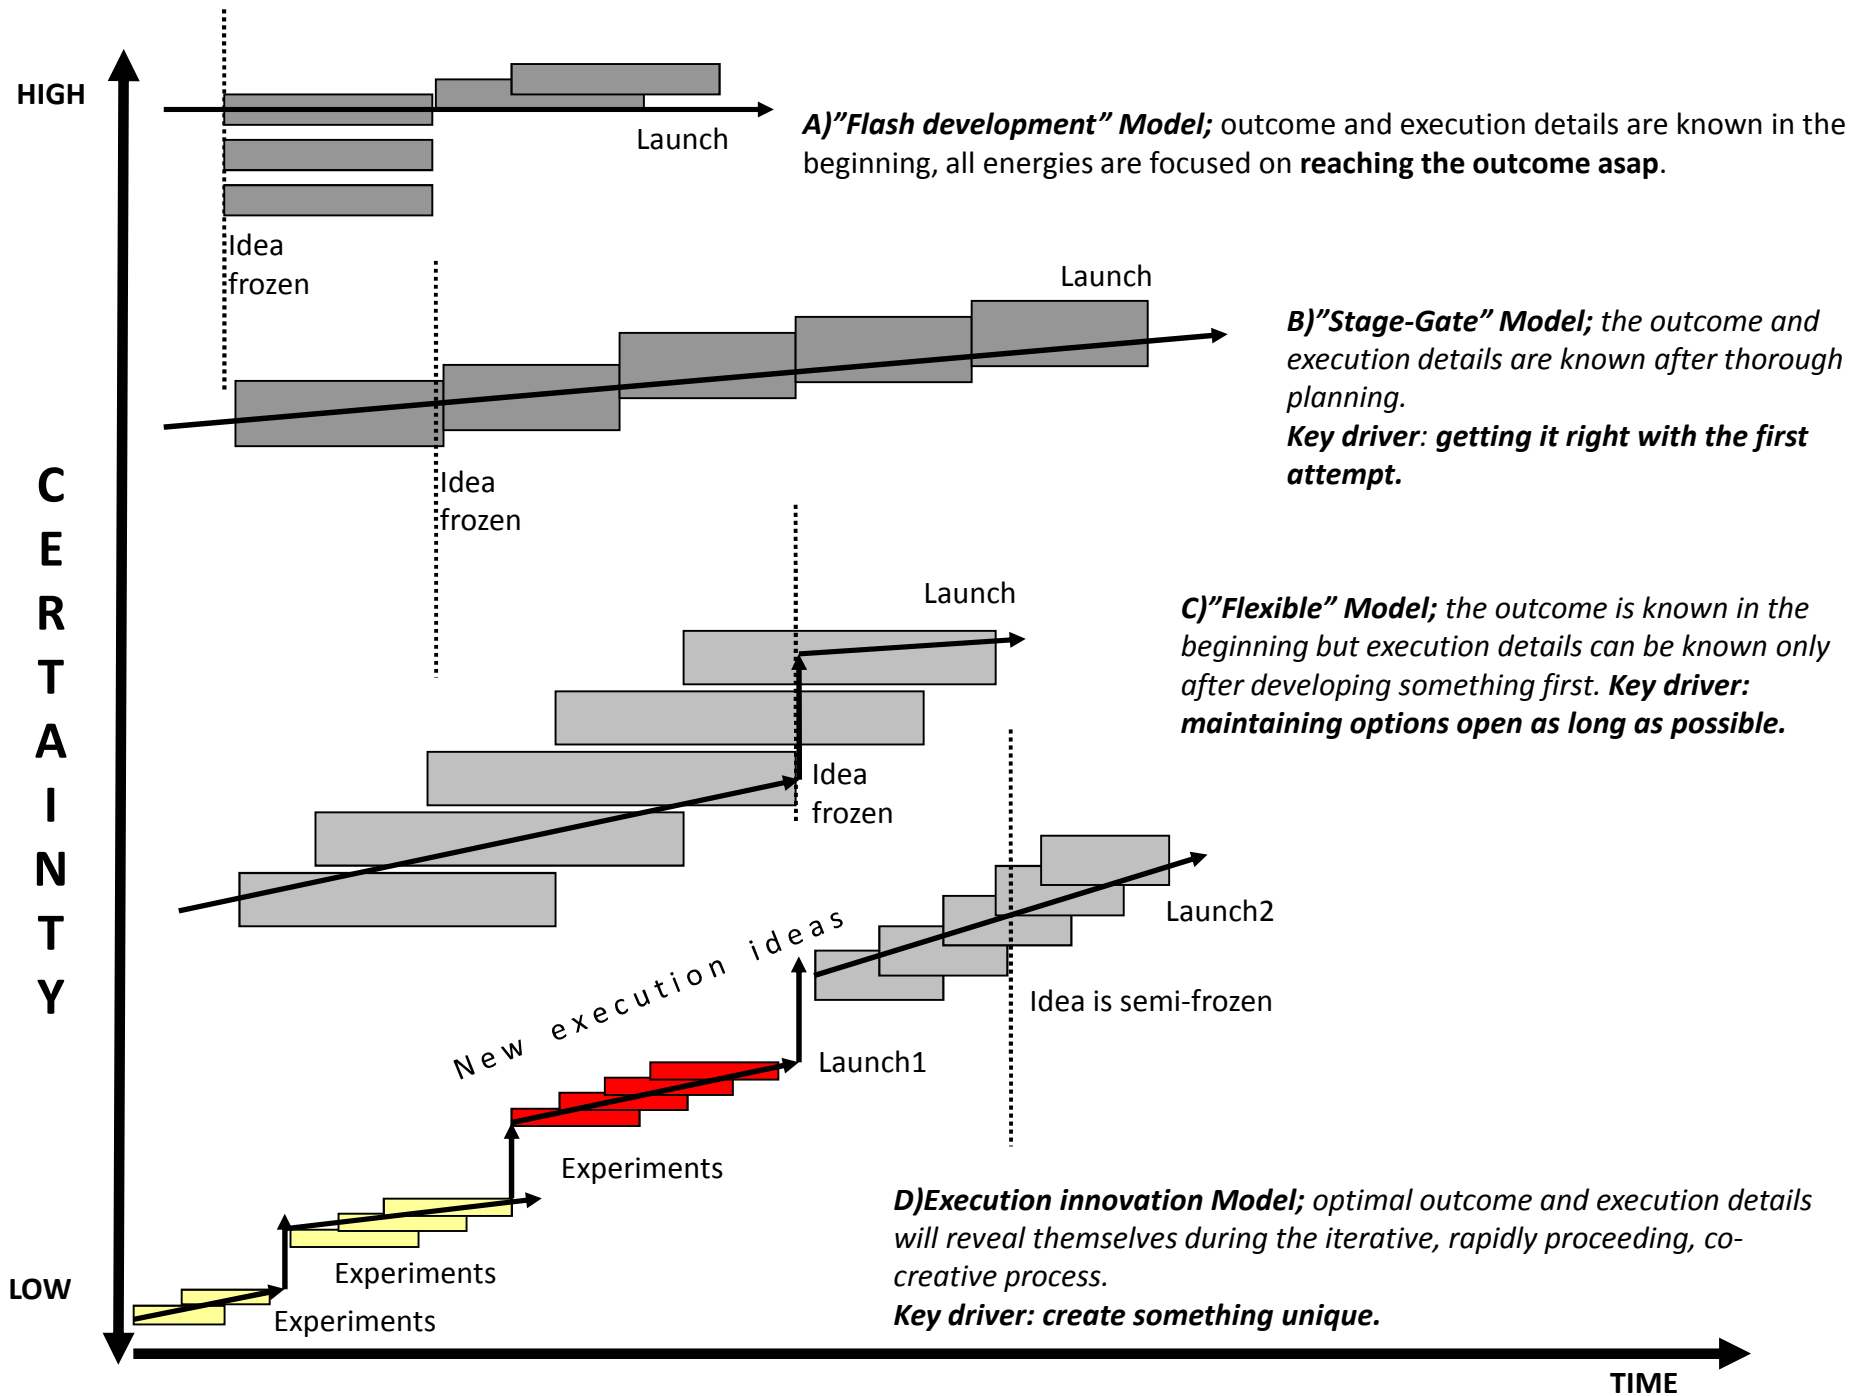 HIGH
Launch
A)”Flash development” Model; outcome and execution details are known in the
beginning, all energies are focused on reaching the outcome asap.
Idea
frozen
Launch
B)”Stage-Gate” Model; the outcome and
execution details are known after thorough
planning.
Key driver: getting it right with the first
attempt.
Idea
frozen
CERTAINTY
Launch
C)”Flexible” Model; the outcome is known in the
beginning but execution details can be known only
after developing something first. Key driver:
maintaining options open as long as possible.
Idea
frozen
Launch2
New execution ideas
Idea is semi-frozen
Launch1
Experiments
D)Execution innovation Model; optimal outcome and execution details
will reveal themselves during the iterative, rapidly proceeding, co-
creative process.
Key driver: create something unique.
Experiments
LOW
Experiments
TIME